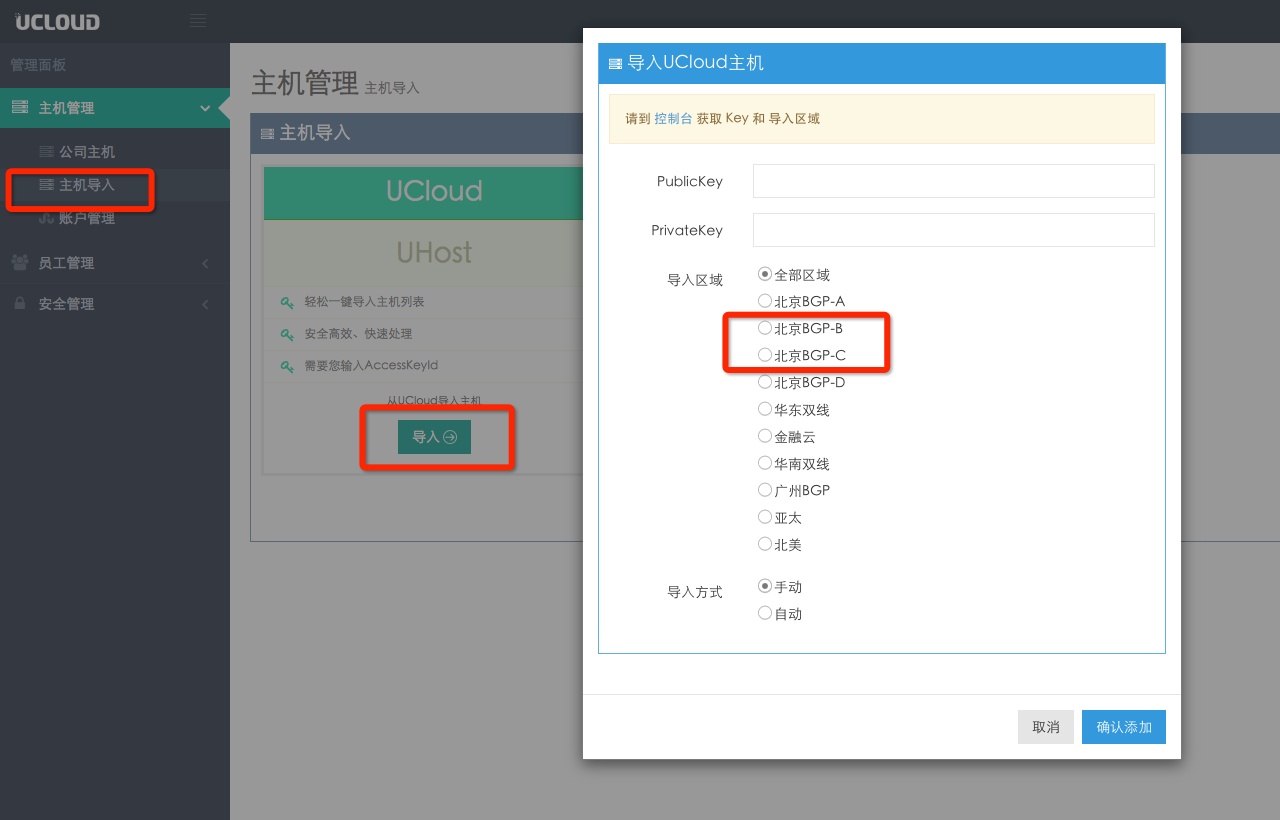 UCLOUD
管理面板
主机管理
公司主机
主机导入
账户管理
员工管理
安全管理
主机管理 主机导入
主机导入
UCloud
UHost
轻松一键导入主机列表
安全高效、快速处理
需要您输入AccessKeyId
从UCloud导入主机
导入
导入UCloud主机
请到 控制台 获取 Key 和 导入区域
PublicKey
PrivateKey
导入区域
全部区域
北京BGP-A
北京BGP-B
北京BGP-C
北京BGP-D
华东双线
金融云
华南双线
广州BGP
亚太
北美
导入方式
手动
自动
取消 确认添加